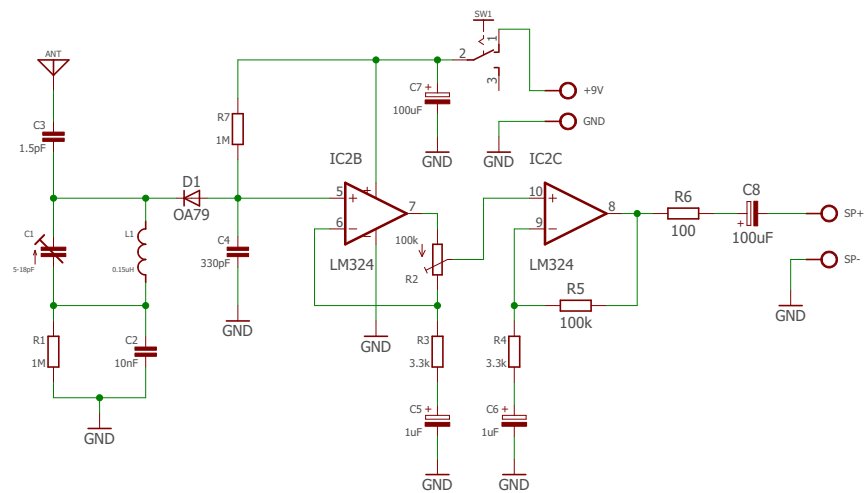 SW1
ANT
1
2
3
C7
+
100uF
+9V
R7
1M
GND
C3
1.5pF
GND
GND
IC2B
IC2C
D1
OA79
5
+
7
6
−
10
+
8
9
−
R6
100
C8
+
100uF
SP+
C1
5-18pF
L1
0.15uH
C4
330pF
100k
R2
LM324
LM324
SP-
R5
100k
GND
GND
GND
R1
1M
C2
10nF
R3
3.3k
R4
3.3k
C5
+
1uF
C6
+
1uF
GND
GND
GND